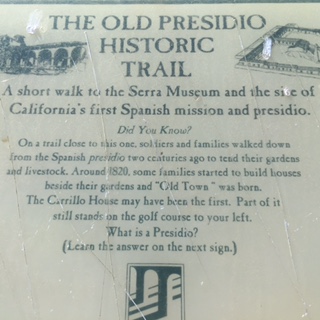 THE OLD PRESIDIO
HISTORIC
TRAIL
A short walk to the Serra Museum and the site of
California's first Spanish mission and presidio.
Did You Know?
On a trail close to this one, soldiers and families walked down
from the Spanish presidio two centuries ago to tend their gardens
and livestock. Around 1820, some families started to build houses
beside their gardens and "Old Town" was born.
The Carrillo House may have been the first. Part of it
still stands on the golf course to your left.
What is a Presidio?
(Learn the answer on the next sign.)